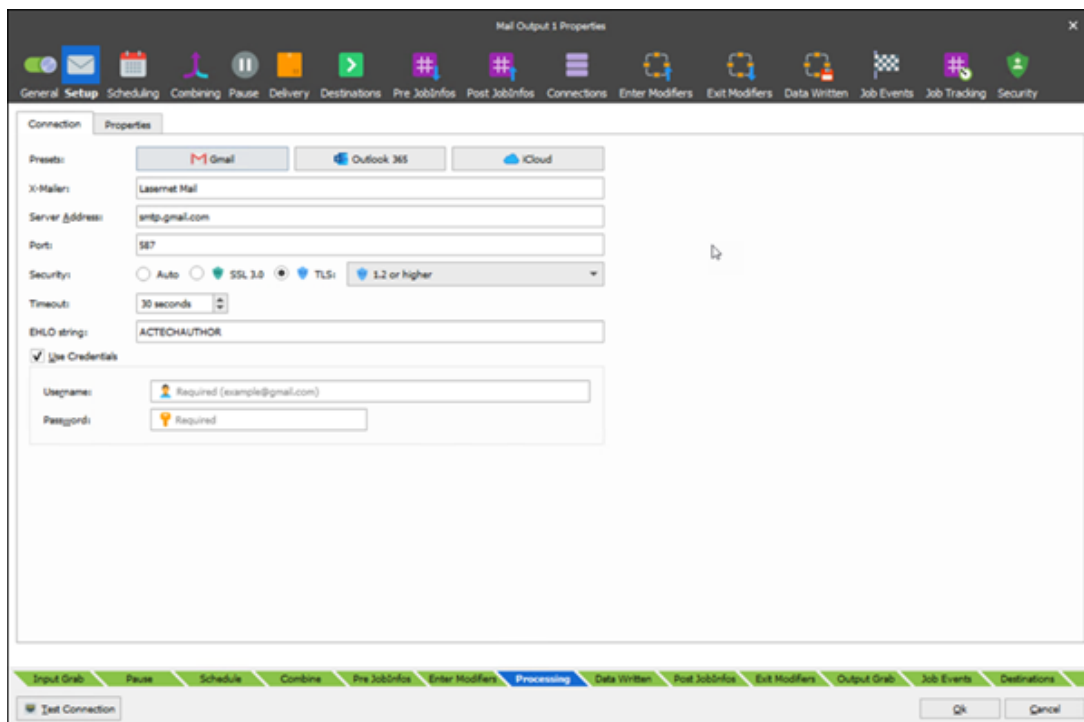 Mail Output 1 Properties
General Setup Scheduling Combining Pause Delivery Destinations Pre JobInfos Post JobInfos Connections Enter Modifiers Exit Modifiers Data Written Job Events Job Tracking Security
Connection Properties
Presets: Gmail Outlook 365 iCloud
X-Mailer: Lasernet Mail
Server Address: smtp.gmail.com
Port: 587
Security: Auto SSL 3.0 TLS: 1.2 or higher
Timeout: 30 seconds
EHLO string: ACTECHAUTHOR
Use Credentials
Username: Required (example@gmail.com)
Password: Required
Input Grab Pause Schedule Combine Pre JobInfos Enter Modifiers Processing Data Written Post JobInfos Exit Modifiers Output Grab Job Events Destinations
Test Connection Ok Cancel